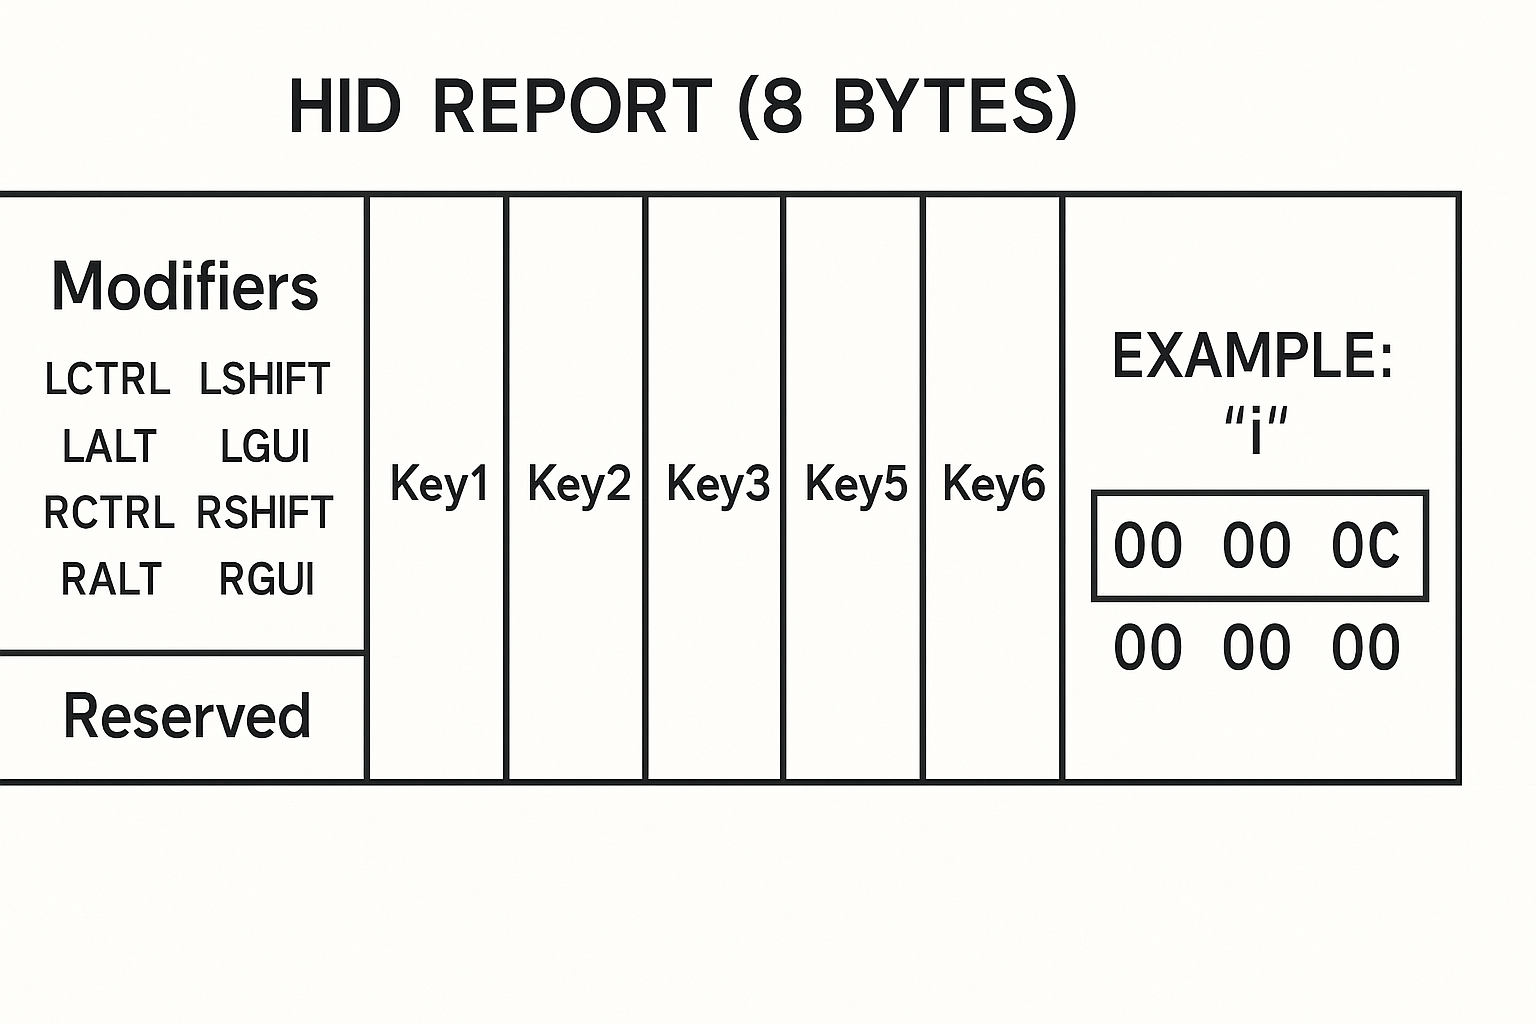 HID REPORT (8 BYTES)
Modifiers
LCTRL LSHIFT
LALT LGUI
RCTRL RSHIFT
RALT RGUI
Reserved
Key1
Key2
Key3
Key5
Key6
EXAMPLE:
“i”
00 00 0C
00 00 00